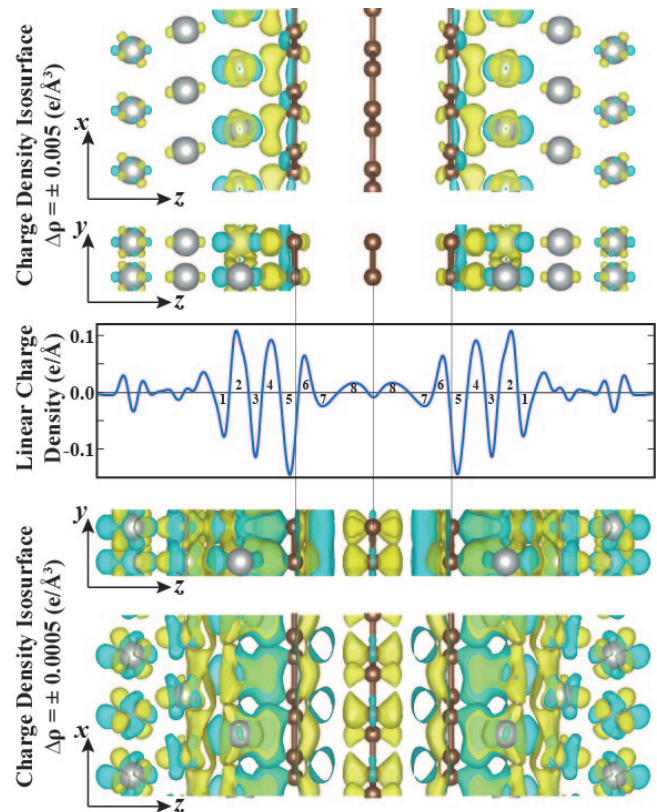 Charge Density Isosurface
Δρ = ± 0.005 (e/Å³)
x
z
y
z
Linear Charge
Density (e/Å)
0.1
0.0
-0.1
1 2 3 4 5 6 7 8 8 7 6 5 4 3 2 1
Charge Density Isosurface
Δρ = ± 0.0005 (e/Å³)
y
z
x
z